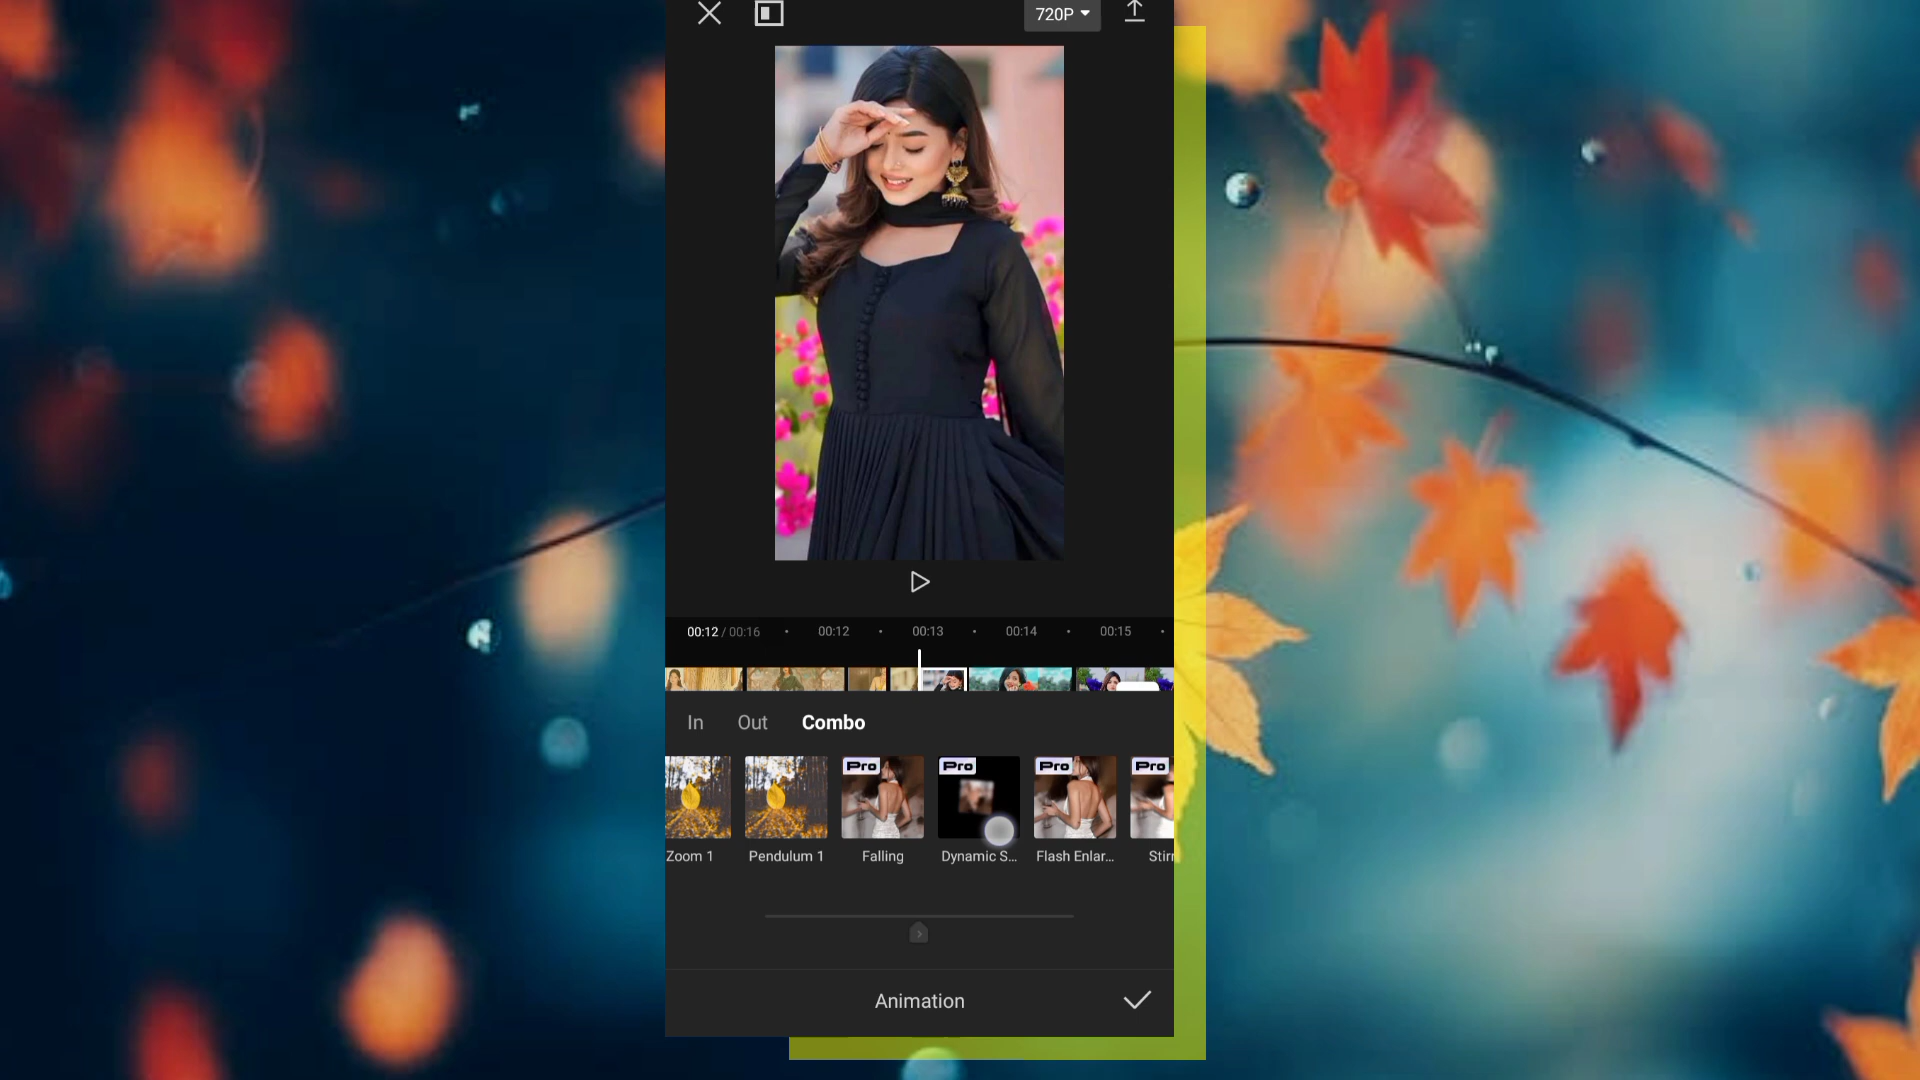 720P
00:12 / 00:16 00:12 00:13 00:14 00:15
In Out Combo
Pro Pro Pro Pro
Zoom 1 Pendulum 1 Falling Dynamic S... Flash Enlar... Stirr
Animation